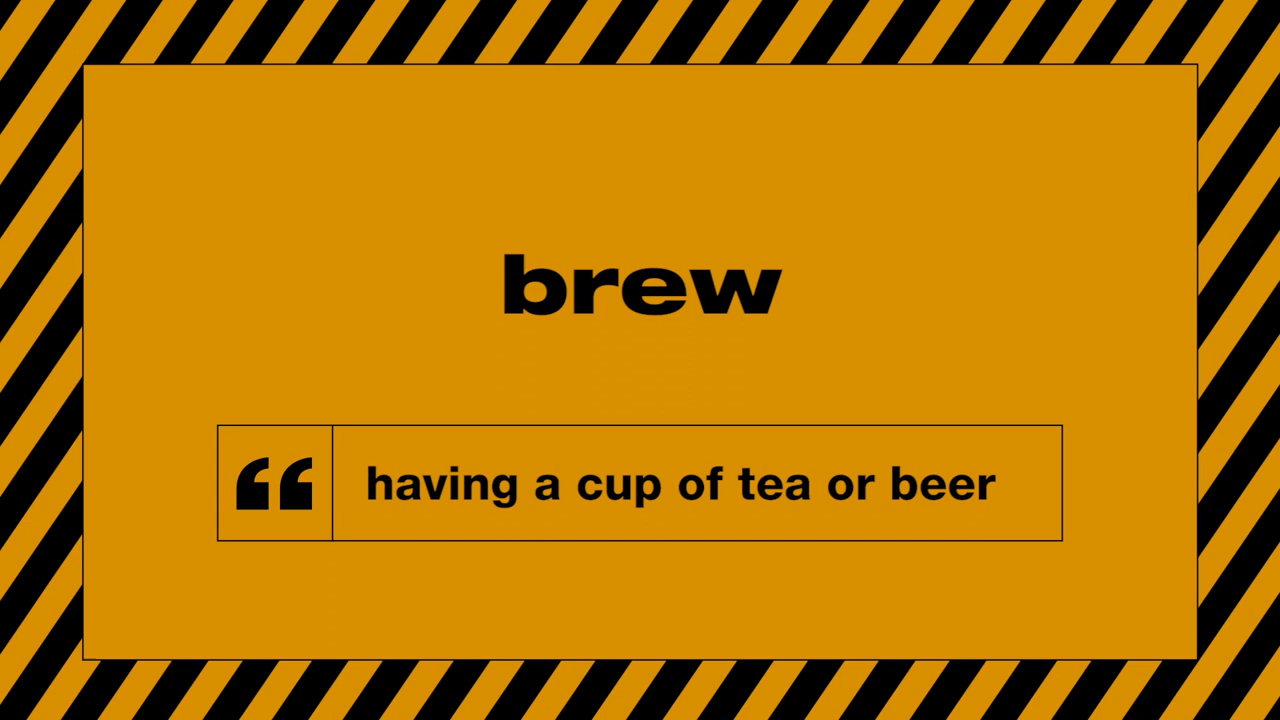 brew
“ having a cup of tea or beer